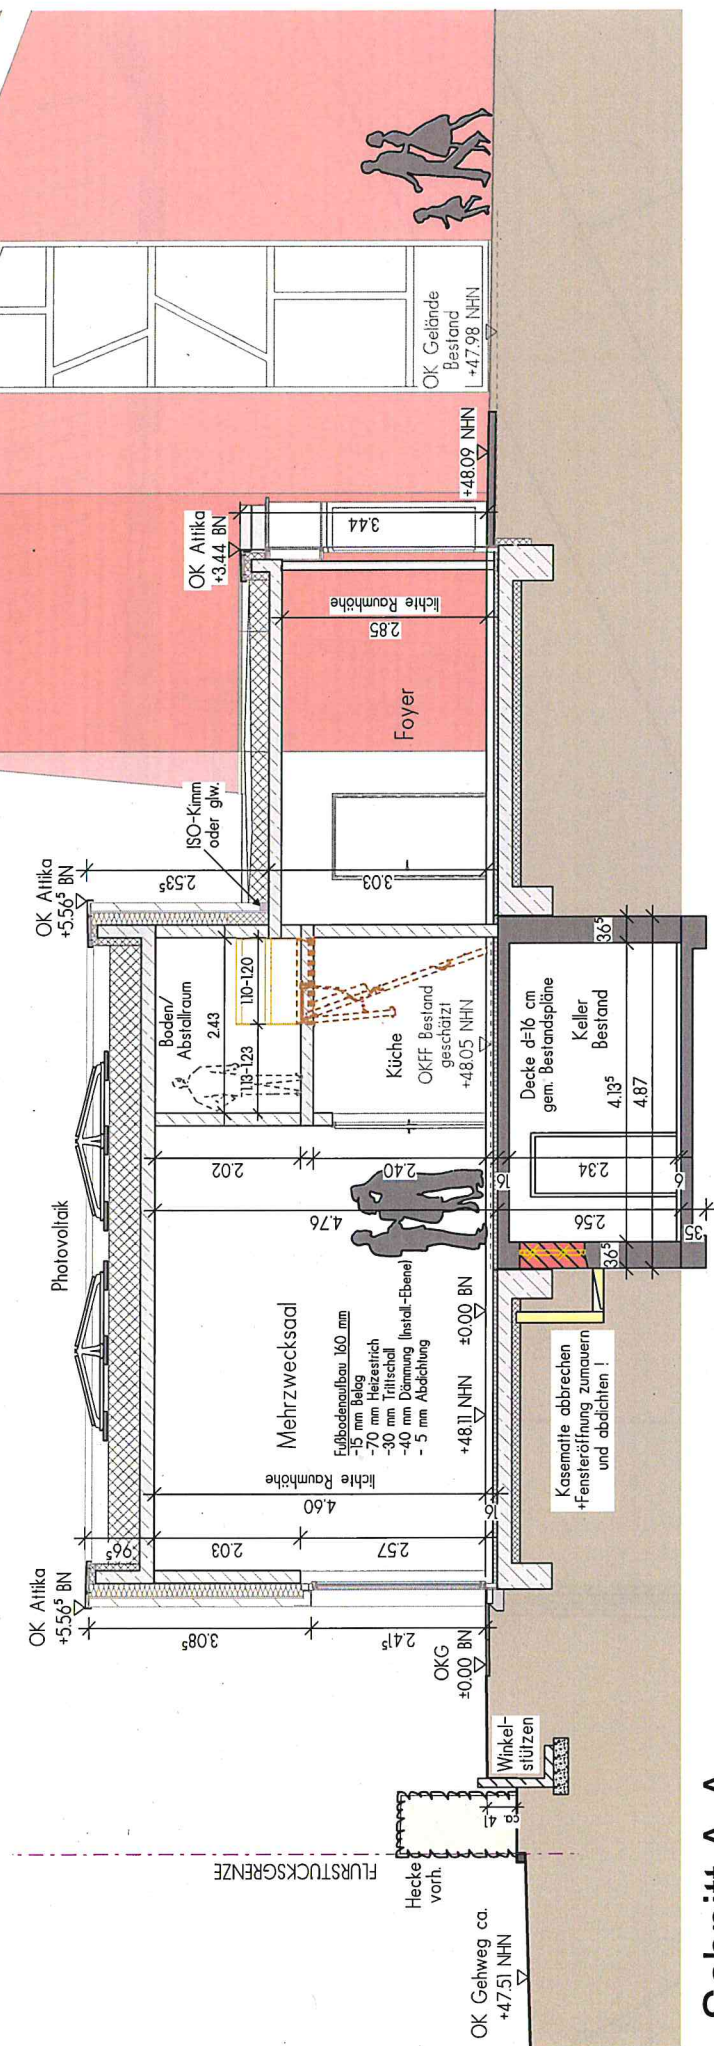 OK Gehweg ca.
+47.51 NHN
Hecke
vorh.
FLURSTÜCKSGRENZE
ca. 41
Winkel-
stützen
OKG
±0.00 BN
OK Attika
+5.56⁵ BN
3.08⁵
2.41⁵
96⁵
2.03
2.57
4.60
lichte Raumhöhe
16
Photovoltaik
Mehrzwecksaal
Fußbodenaufbau 160 mm
-15 mm Belag
-70 mm Heizestrich
-30 mm Trittschall
-40 mm Dämmung (Install.-Ebene)
- 5 mm Abdichtung
+48.11 NHN
±0.00 BN
Kasematte abbrechen
+Fensteröffnung zumauern
und abdichten !
4.76
2.02
2.40
16
2.56
2.34
6
35
36⁵
36⁵
4.13⁵
4.87
Decke d=16 cm
gem. Bestandspläne
Keller
Bestand
Boden/
Abstallraum
2.43
1.13-1.23
1.10-1.20
Küche
OKFF Bestand
geschätzt
+48.05 NHN
OK Attika
+5.56⁵ BN
2.53⁵
3.03
ISO-Kimm
oder glw.
Foyer
2.85
lichte Raumhöhe
OK Attika
+3.44 BN
3.44
+48.09 NHN
OK Gelände
Bestand
+47.98 NHN